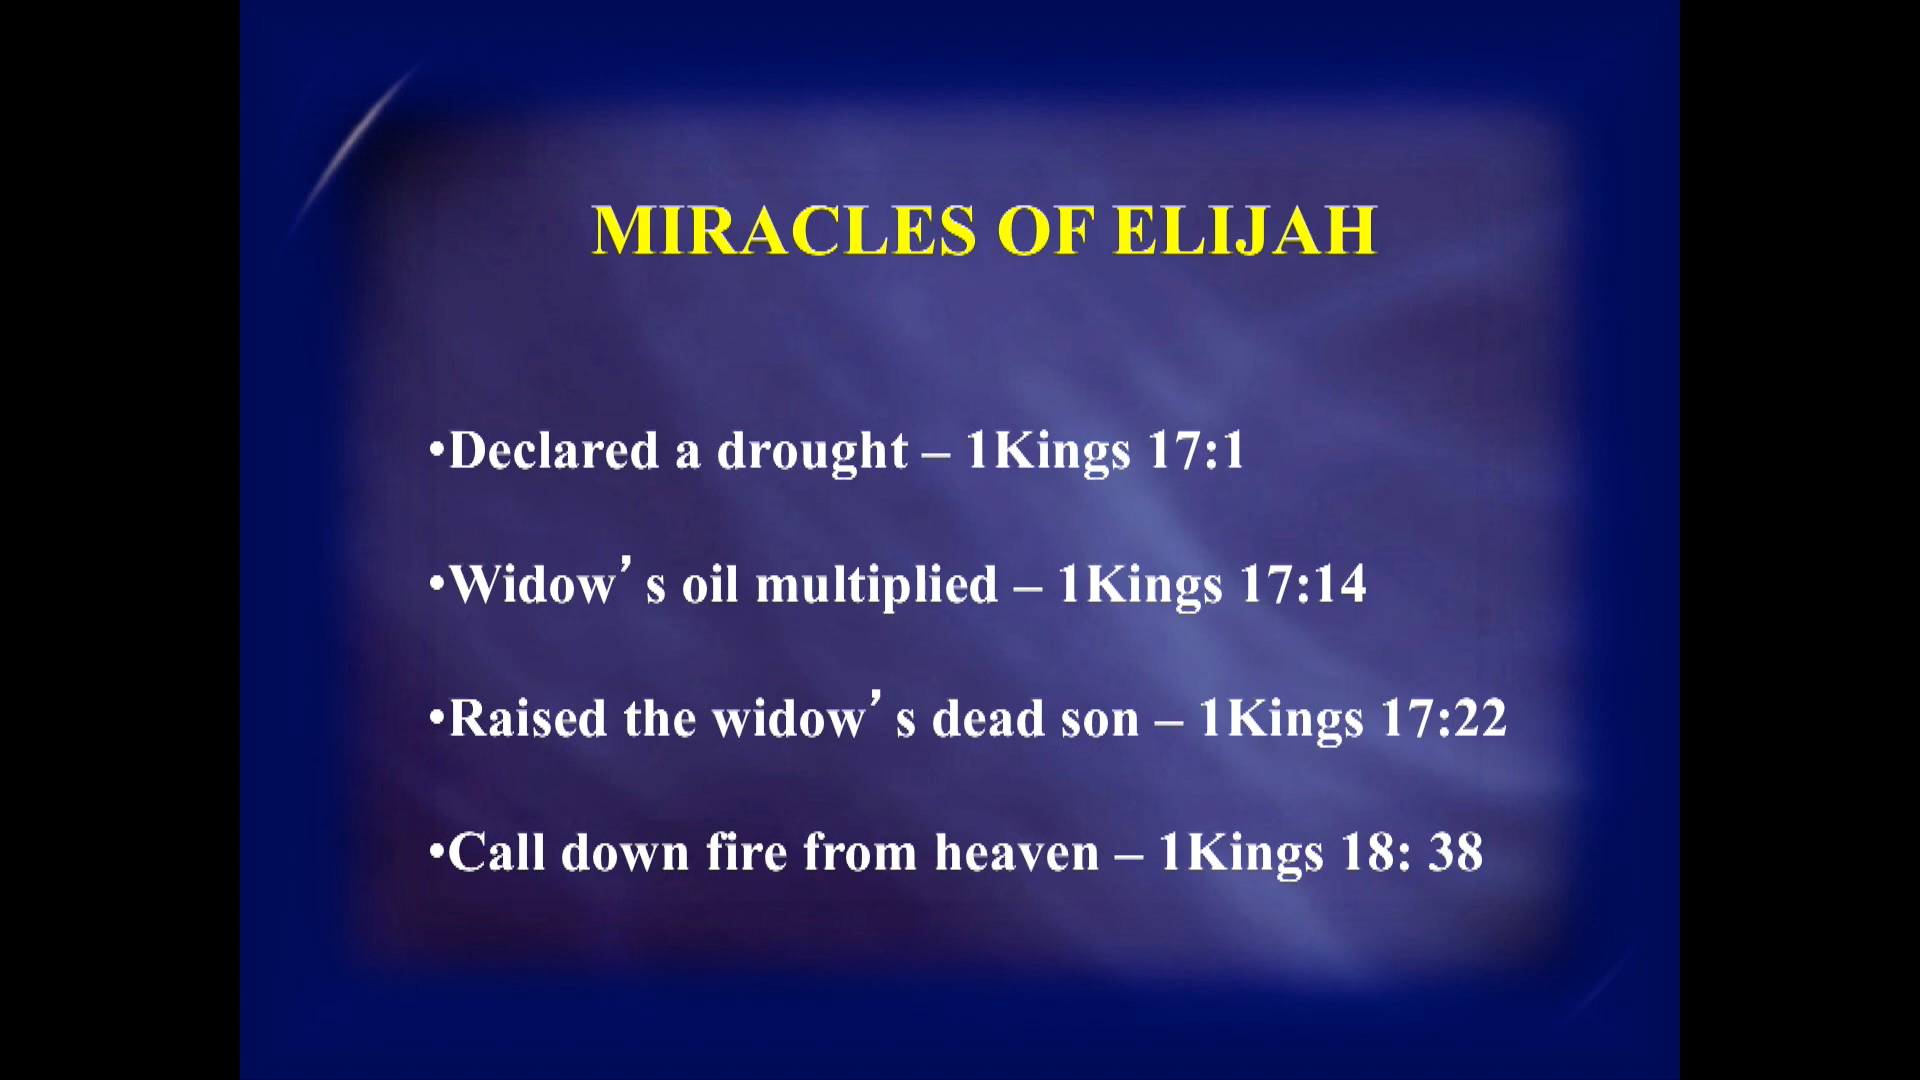 MIRACLES OF ELIJAH
•Declared a drought – 1Kings 17:1
•Widow’s oil multiplied – 1Kings 17:14
•Raised the widow’s dead son – 1Kings 17:22
•Call down fire from heaven – 1Kings 18: 38